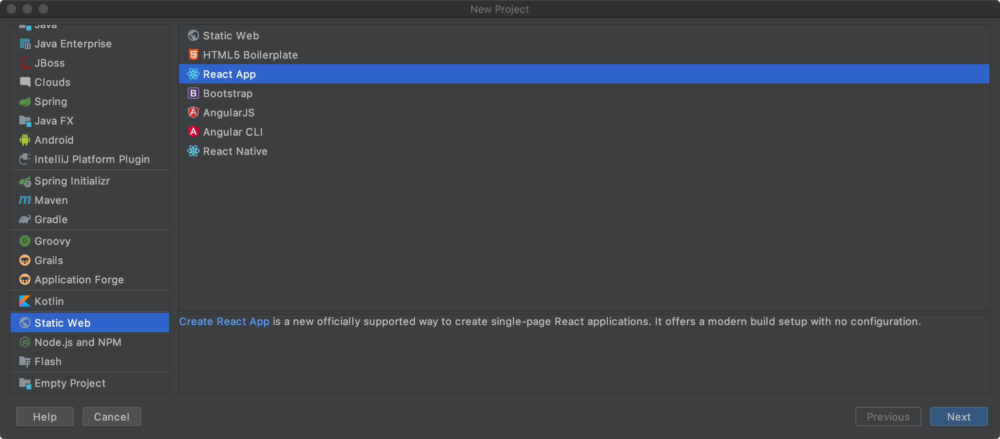 New Project
Java
Java Enterprise
JBoss
Clouds
Spring
Java FX
Android
IntelliJ Platform Plugin
Spring Initializr
Maven
Gradle
Groovy
Grails
Application Forge
Kotlin
Static Web
Node.js and NPM
Flash
Empty Project
Static Web
HTML5 Boilerplate
React App
Bootstrap
AngularJS
Angular CLI
React Native
Create React App is a new officially supported way to create single-page React applications. It offers a modern build setup with no configuration.
Help
Cancel
Previous
Next